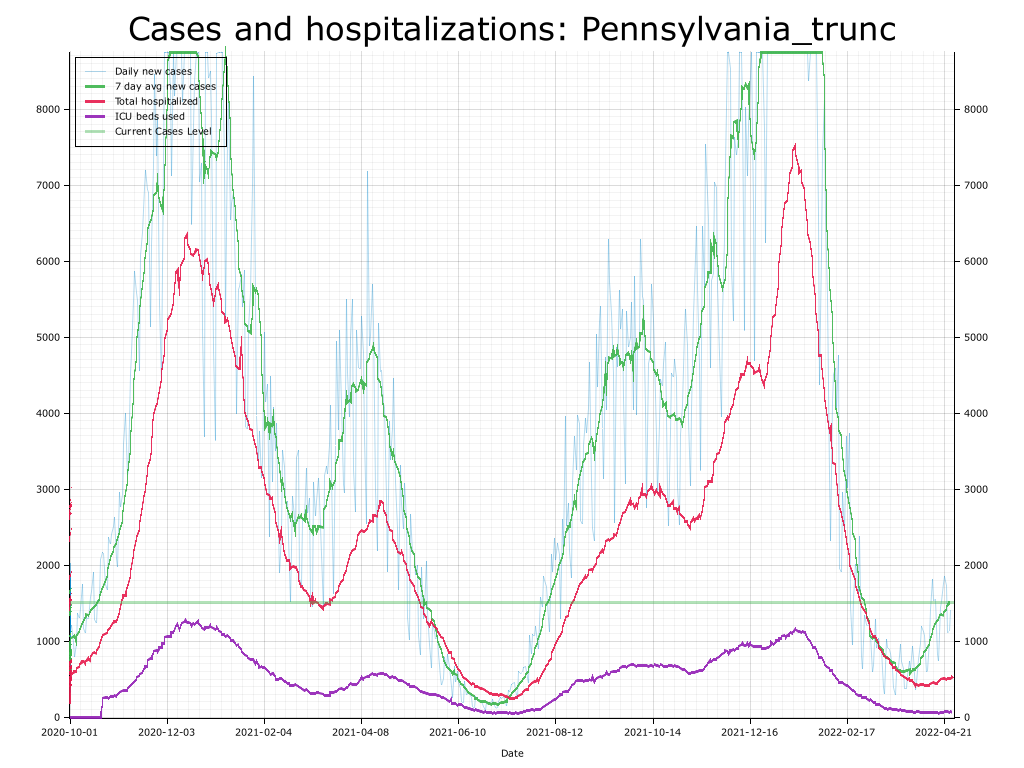 Cases and hospitalizations: Pennsylvania_trunc
Daily new cases
7 day avg new cases
Total hospitalized
ICU beds used
Current Cases Level
8000
8000
7000
7000
6000
6000
5000
5000
4000
4000
3000
3000
2000
2000
1000
1000
0
0
2020-10-01 2020-12-03 2021-02-04 2021-04-08 2021-06-10 2021-08-12 2021-10-14 2021-12-16 2022-02-17 2022-04-21
Date